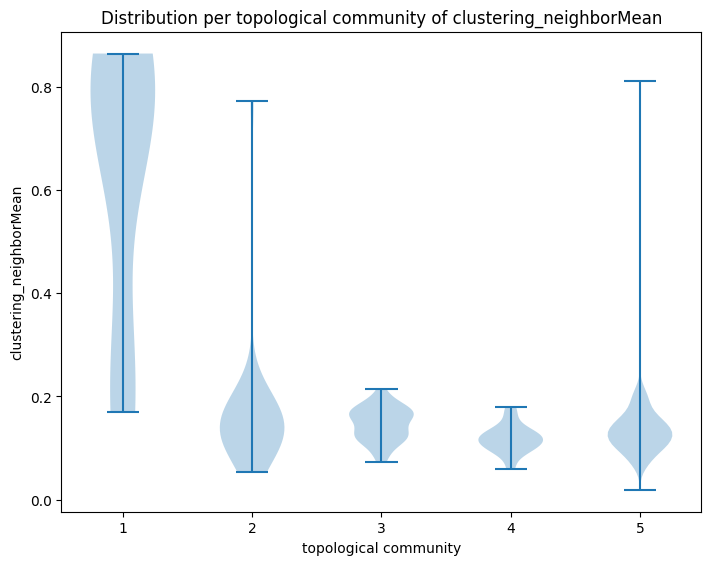 Distribution per topological community of clustering_neighborMean
clustering_neighborMean
0.8
0.6
0.4
0.2
0.0
1 2 3 4 5
topological community